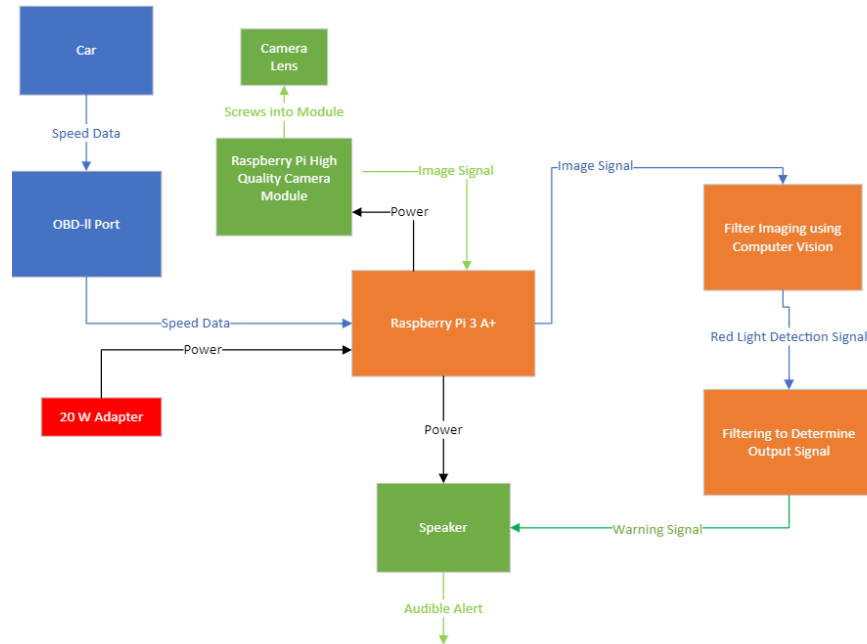 Car
Camera
Lens
Screws into Module
Speed Data
Raspberry Pi High
Quality Camera
Module
Image Signal
Image Signal
Power
OBD-ll Port
Filter Imaging using
Computer Vision
Speed Data
Raspberry Pi 3 A+
Red Light Detection Signal
Power
20 W Adapter
Power
Filtering to Determine
Output Signal
Speaker
Warning Signal
Audible Alert